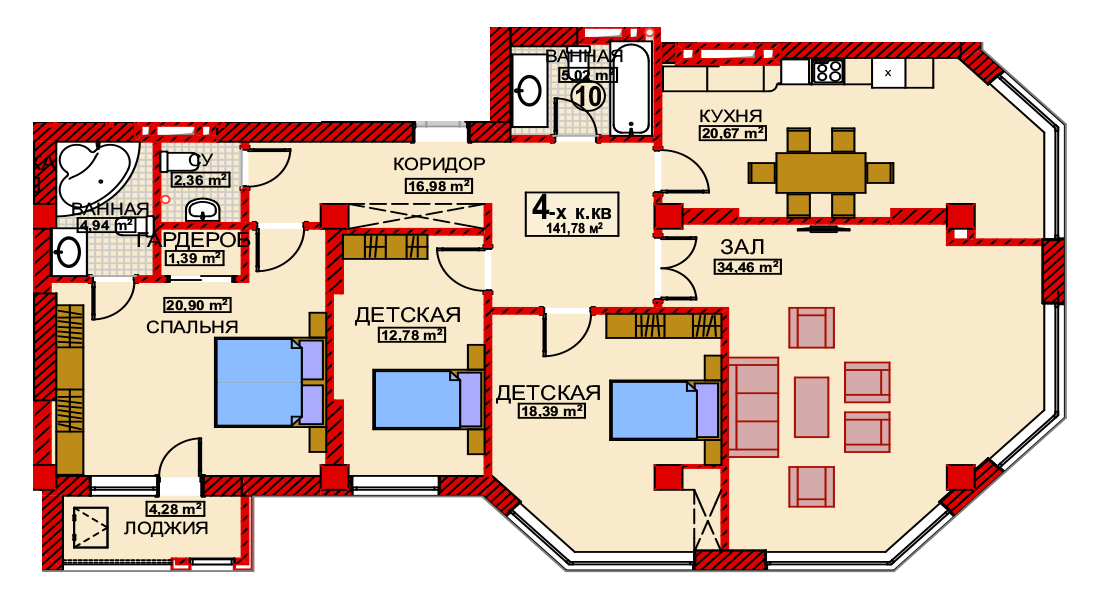 ВАННАЯ
5,02 m²
10
КУХНЯ
20,67 m²
x
СУ
2,36 m²
КОРИДОР
16,98 m²
ВАННАЯ
4,94 m²
4-х к.кв
141,78 м²
ГАРДЕРОВ
1,39 m²
ЗАЛ
34,46 m²
20,90 m²
СПАЛЬНЯ
ДЕТСКАЯ
12,78 m²
ДЕТСКАЯ
18,39 m²
4,28 m²
ЛОДЖИЯ